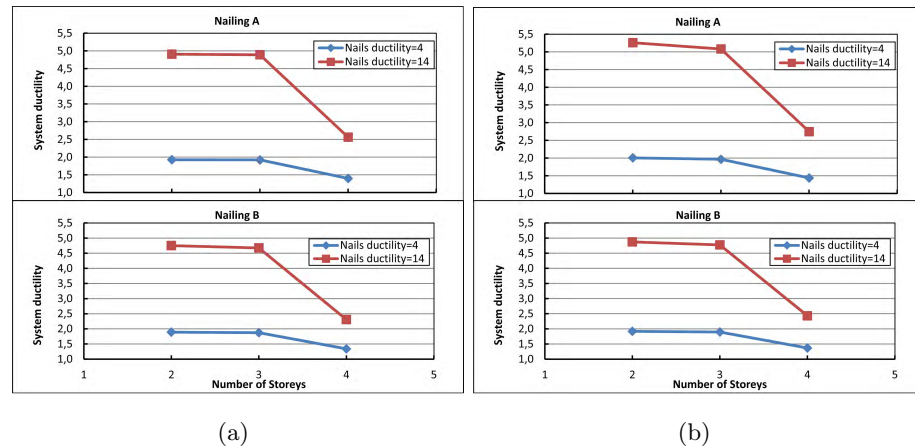 Nailing A
5,5
5,0
4,5
4,0
3,5
3,0
2,5
2,0
1,5
1,0
System ductility
Nails ductility=4
Nails ductility=14
Nailing B
5,5
5,0
4,5
4,0
3,5
3,0
2,5
2,0
1,5
1,0
System ductility
Nails ductility=4
Nails ductility=14
1 2 3 4 5
Number of Storeys
(a)
Nailing A
5,5
5,0
4,5
4,0
3,5
3,0
2,5
2,0
1,5
1,0
System ductility
Nails ductility=4
Nails ductility=14
Nailing B
5,5
5,0
4,5
4,0
3,5
3,0
2,5
2,0
1,5
1,0
System ductility
Nails ductility=4
Nails ductility=14
1 2 3 4 5
Number of Storeys
(b)